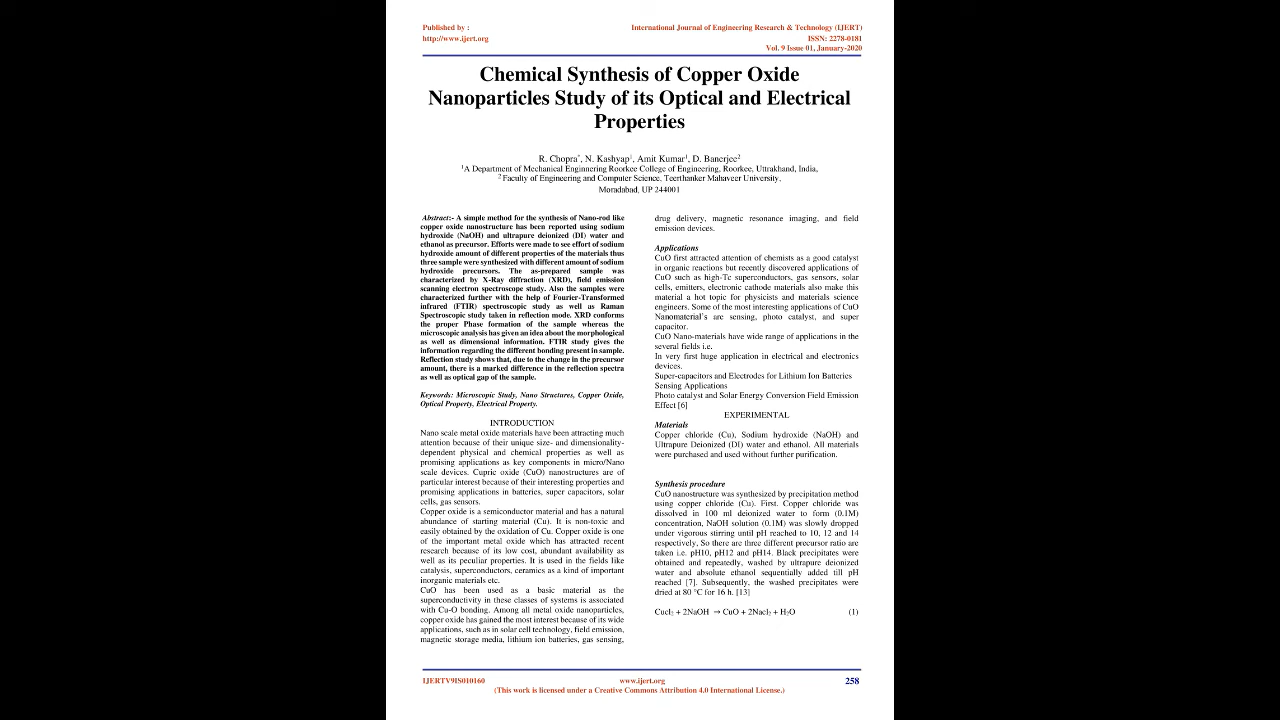 Published by :
http://www.ijert.org
International Journal of Engineering Research & Technology (IJERT)
ISSN: 2278-0181
Vol. 9 Issue 01, January-2020
Chemical Synthesis of Copper Oxide
Nanoparticles Study of its Optical and Electrical
Properties
R. Chopra*, N. Kashyap¹, Amit Kumar¹, D. Banerjee²
¹A Department of Mechanical Enginnering Roorkee College of Engineering, Roorkee, Uttrakhand, India,
² Faculty of Engineering and Computer Science, Teerthanker Mahaveer University,
Moradabad, UP 244001
Abstract:- A simple method for the synthesis of Nano-rod like
copper oxide nanostructure has been reported using sodium
hydroxide (NaOH) and ultrapure deionized (DI) water and
ethanol as precursor. Efforts were made to see effort of sodium
hydroxide amount of different properties of the materials thus
three sample were synthesized with different amount of sodium
hydroxide precursors. The as-prepared sample was
characterized by X-Ray diffraction (XRD), field emission
scanning electron spectroscope study. Also the samples were
characterized further with the help of Fourier-Transformed
infrared (FTIR) spectroscopic study as well as Raman
Spectroscopic study taken in reflection mode. XRD conforms
the proper Phase formation of the sample whereas the
microscopic analysis has given an idea about the morphological
as well as dimensional information. FTIR study gives the
information regarding the different bonding present in sample.
Reflection study shows that, due to the change in the precursor
amount, there is a marked difference in the reflection spectra
as well as optical gap of the sample.
Keywords: Microscopic Study, Nano Structures, Copper Oxide,
Optical Property, Electrical Property.
INTRODUCTION
Nano scale metal oxide materials have been attracting much
attention because of their unique size- and dimensionality-
dependent physical and chemical properties as well as
promising applications as key components in micro/Nano
scale devices. Cupric oxide (CuO) nanostructures are of
particular interest because of their interesting properties and
promising applications in batteries, super capacitors, solar
cells, gas sensors.
Copper oxide is a semiconductor material and has a natural
abundance of starting material (Cu). It is non-toxic and
easily obtained by the oxidation of Cu. Copper oxide is one
of the important metal oxide which has attracted recent
research because of its low cost, abundant availability as
well as its peculiar properties. It is used in the fields like
catalysis, superconductors, ceramics as a kind of important
inorganic materials etc.
CuO has been used as a basic material as the
superconductivity in these classes of systems is associated
with Cu-O bonding. Among all metal oxide nanoparticles,
copper oxide has gained the most interest because of its wide
applications, such as in solar cell technology, field emission,
magnetic storage media, lithium ion batteries, gas sensing,
drug delivery, magnetic resonance imaging, and field
emission devices.
Applications
CuO first attracted attention of chemists as a good catalyst
in organic reactions but recently discovered applications of
CuO such as high-Tc superconductors, gas sensors, solar
cells, emitters, electronic cathode materials also make this
material a hot topic for physicists and materials science
engineers. Some of the most interesting applications of CuO
Nanomaterial's are sensing, photo catalyst, and super
capacitor.
CuO Nano-materials have wide range of applications in the
several fields i.e.
In very first huge application in electrical and electronics
devices.
Super-capacitors and Electrodes for Lithium Ion Batteries
Sensing Applications
Photo catalyst and Solar Energy Conversion Field Emission
Effect [6]
EXPERIMENTAL
Materials
Copper chloride (Cu), Sodium hydroxide (NaOH) and
Ultrapure Deionized (DI) water and ethanol. All materials
were purchased and used without further purification.
Synthesis procedure
CuO nanostructure was synthesized by precipitation method
using copper chloride (Cu). First. Copper chloride was
dissolved in 100 ml deionized water to form (0.1M)
concentration, NaOH solution (0.1M) was slowly dropped
under vigorous stirring until pH reached to 10, 12 and 14
respectively, So there are three different precursor ratio are
taken i.e. pH10, pH12 and pH14. Black precipitates were
obtained and repeatedly, washed by ultrapure deionized
water and absolute ethanol sequentially added till pH
reached [7]. Subsequently, the washed precipitates were
dried at 80 °C for 16 h. [13]
Cucl₂ + 2NaOH → CuO + 2Nacl₂ + H₂O (1)
IJERTV9IS010160
www.ijert.org
258
(This work is licensed under a Creative Commons Attribution 4.0 International License.)